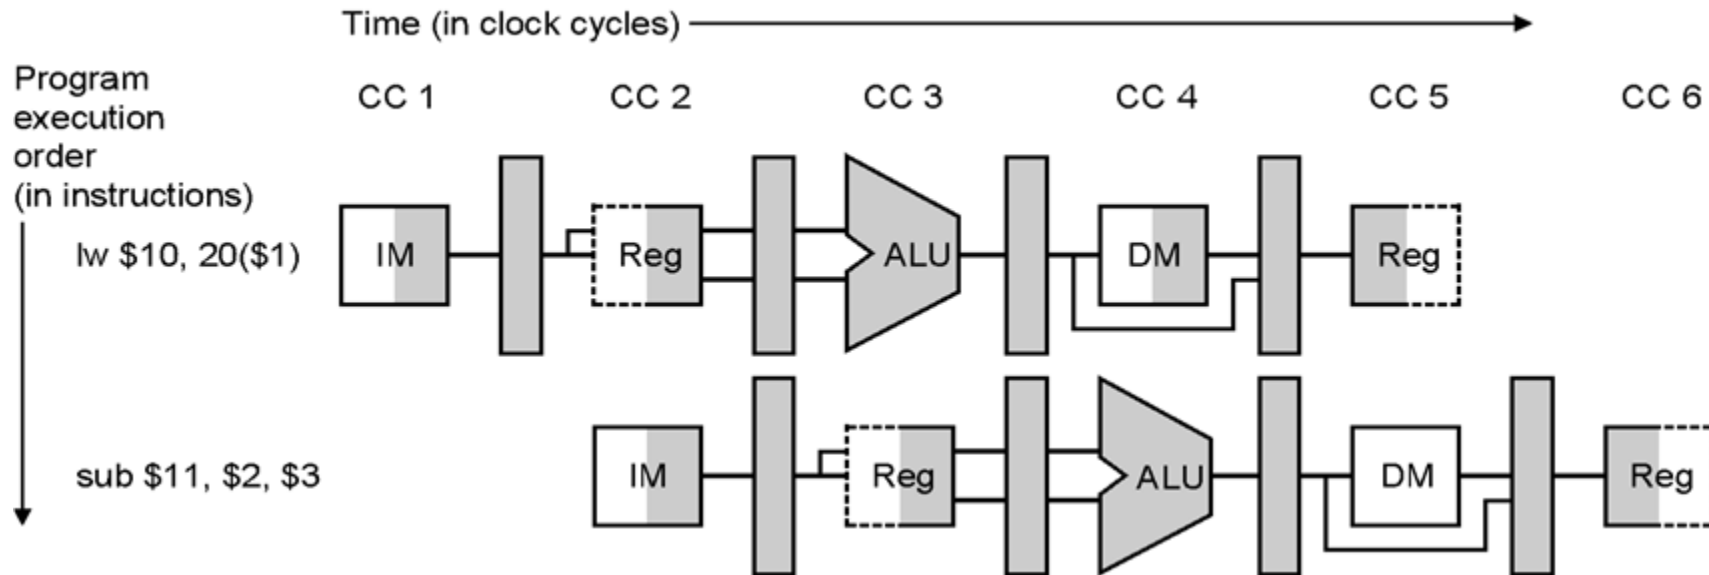 Time (in clock cycles)
Program
execution
order
(in instructions)
CC 1 CC 2 CC 3 CC 4 CC 5 CC 6
lw $10, 20($1) IM Reg ALU DM Reg
sub $11, $2, $3 IM Reg ALU DM Reg